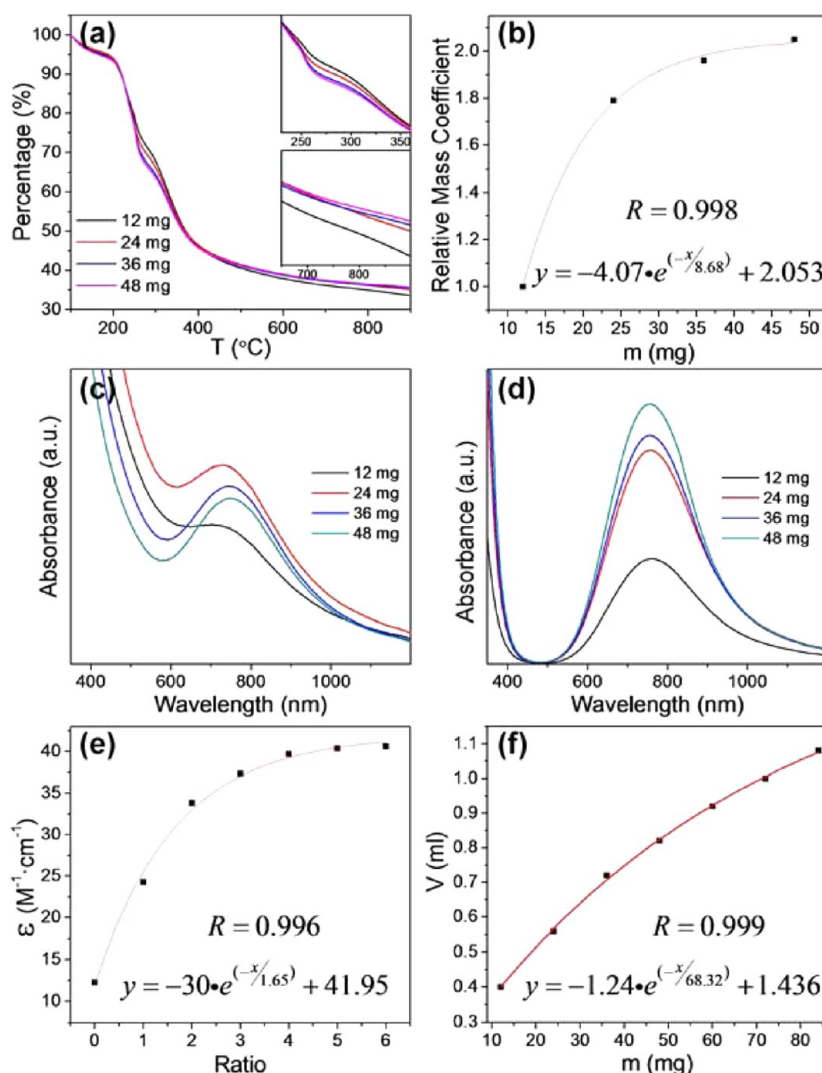 (a)
100
90
80
70
60
50
40
30
Percentage (%)
200 400 600 800
T (°C)
12 mg
24 mg
36 mg
48 mg
250 300 350
700 800
(b)
2.0
1.8
1.6
1.4
1.2
1.0
Relative Mass Coefficient
R = 0.998
y = −4.07•e^(−x/8.68) + 2.053
10 15 20 25 30 35 40 45 50
m (mg)
(c)
Absorbance (a.u.)
12 mg
24 mg
36 mg
48 mg
400 600 800 1000
Wavelength (nm)
(d)
Absorbance (a.u.)
12 mg
24 mg
36 mg
48 mg
400 600 800 1000
Wavelength (nm)
(e)
40
35
30
25
20
15
10
ε (M⁻¹·cm⁻¹)
R = 0.996
y = −30•e^(−x/1.65) + 41.95
0 1 2 3 4 5 6
Ratio
(f)
1.1
1.0
0.9
0.8
0.7
0.6
0.5
0.4
0.3
V (ml)
R = 0.999
y = −1.24•e^(−x/68.32) + 1.436
10 20 30 40 50 60 70 80
m (mg)